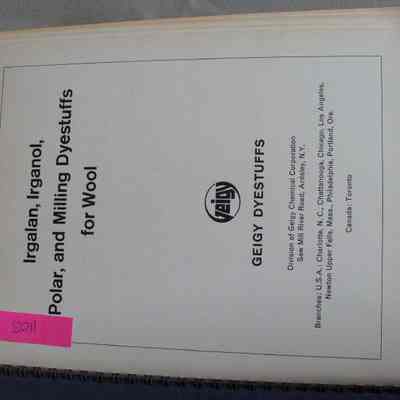 Irgalan, Irganol,
Polar, and Milling Dyestuffs
for Wool
Geigy
GEIGY DYESTUFFS
Division of Geigy Chemical Corporation
Saw Mill River Road, Ardsley, N.Y.
Branches: U.S.A.: Charlotte, N. C., Chattanooga, Chicago, Los Angeles,
Newton Upper Falls, Mass., Philadelphia, Portland, Ore.
Canada: Toronto